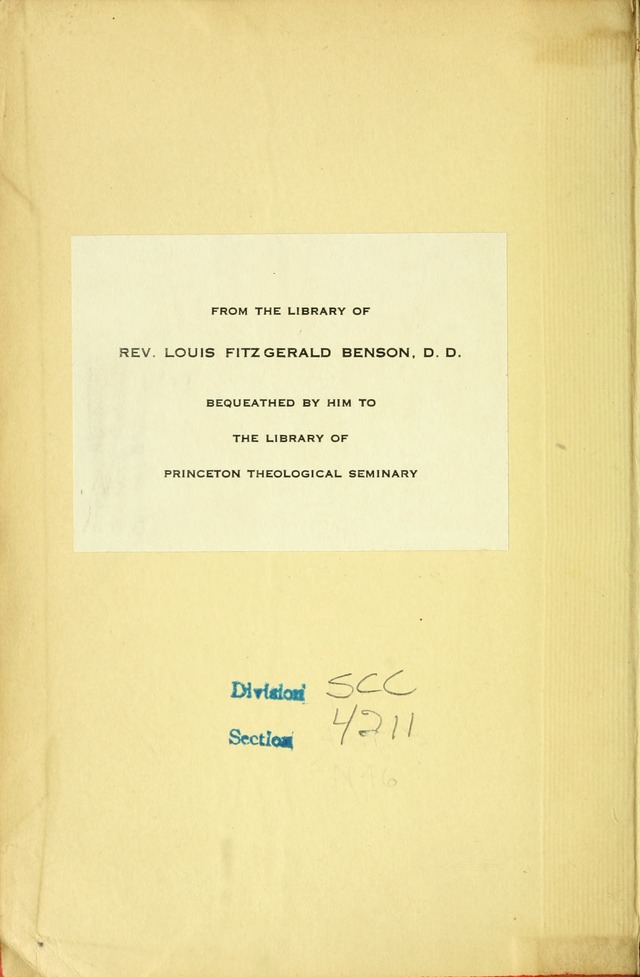 FROM THE LIBRARY OF
REV. LOUIS FITZGERALD BENSON, D. D.
BEQUEATHED BY HIM TO
THE LIBRARY OF
PRINCETON THEOLOGICAL SEMINARY
Division SCC
Section 4211